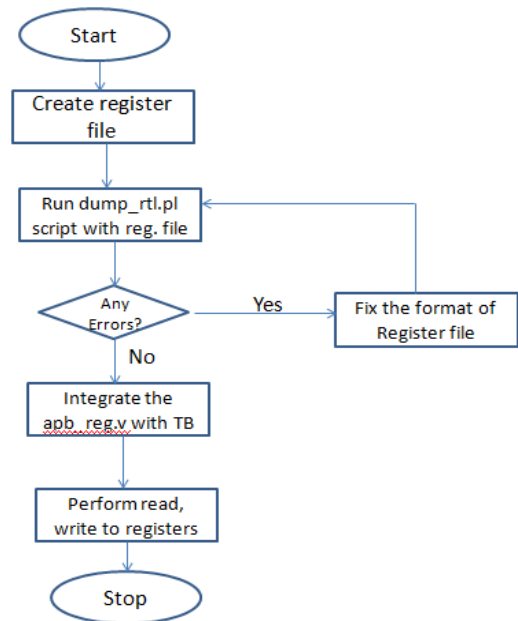 Start
Create register
file
Run dump_rtl.pl
script with reg. file
Any
Errors?
Yes
Fix the format of
Register file
No
Integrate the
apb_reg.v with TB
Perform read,
write to registers
Stop